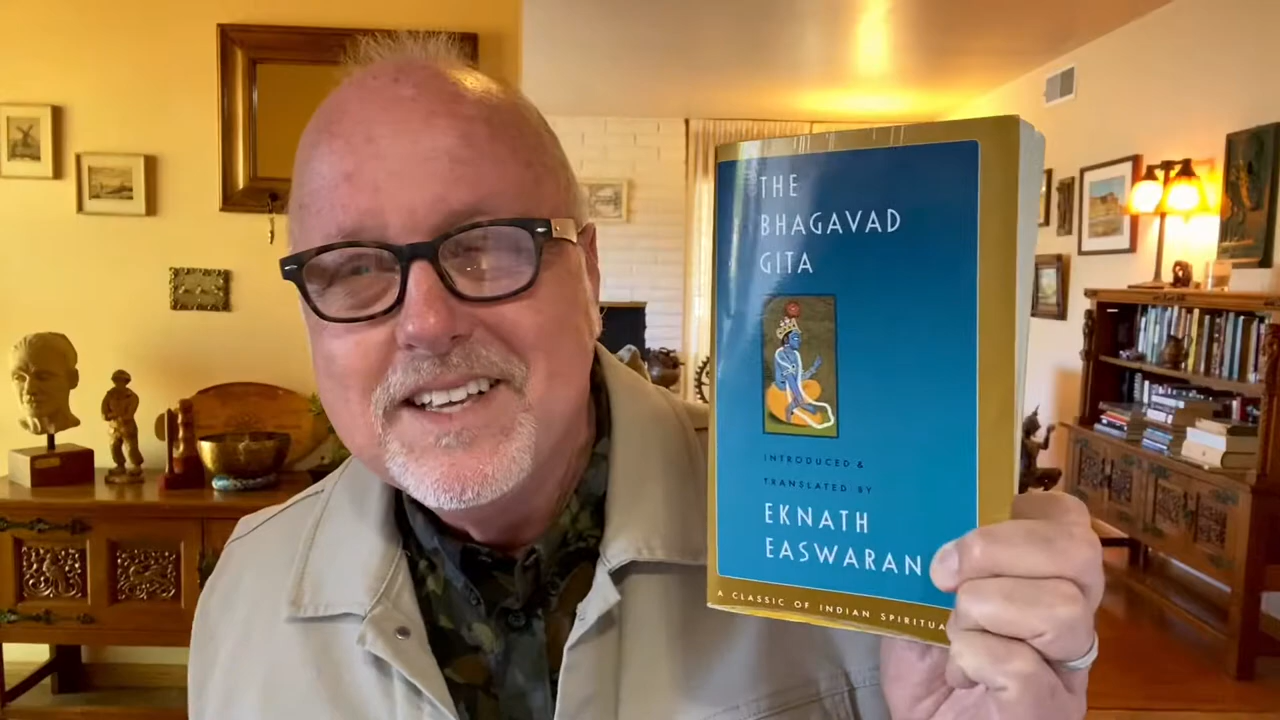 THE
BHAGAVAD
GITA
INTRODUCED &
TRANSLATED BY
EKNATH
EASWARAN
A CLASSIC OF INDIAN SPIRITUA